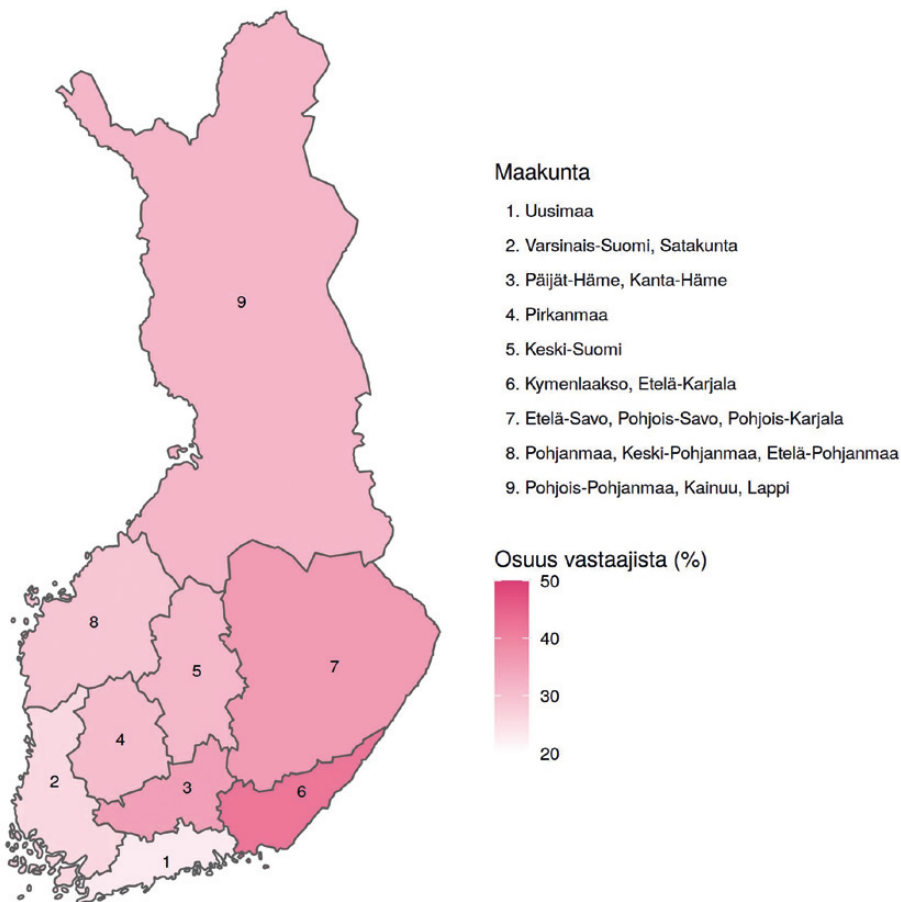 Maakunta
1. Uusimaa
2. Varsinais-Suomi, Satakunta
3. Päijät-Häme, Kanta-Häme
4. Pirkanmaa
5. Keski-Suomi
6. Kymenlaakso, Etelä-Karjala
7. Etelä-Savo, Pohjois-Savo, Pohjois-Karjala
8. Pohjanmaa, Keski-Pohjanmaa, Etelä-Pohjanmaa
9. Pohjois-Pohjanmaa, Kainuu, Lappi
Osuus vastaajista (%)
50
40
30
20
9
8
5
7
4
2
3
6
1